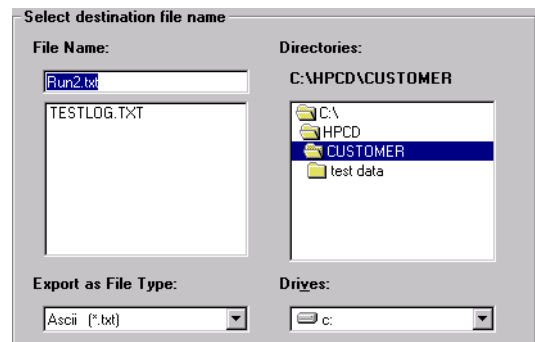 Select destination file name
File Name:
Run2.txt
TESTLOG.TXT
Export as File Type:
Ascii (*.txt)
Directories:
C:\HPCD\CUSTOMER
C:\
HPCD
CUSTOMER
test data
Drives:
c: